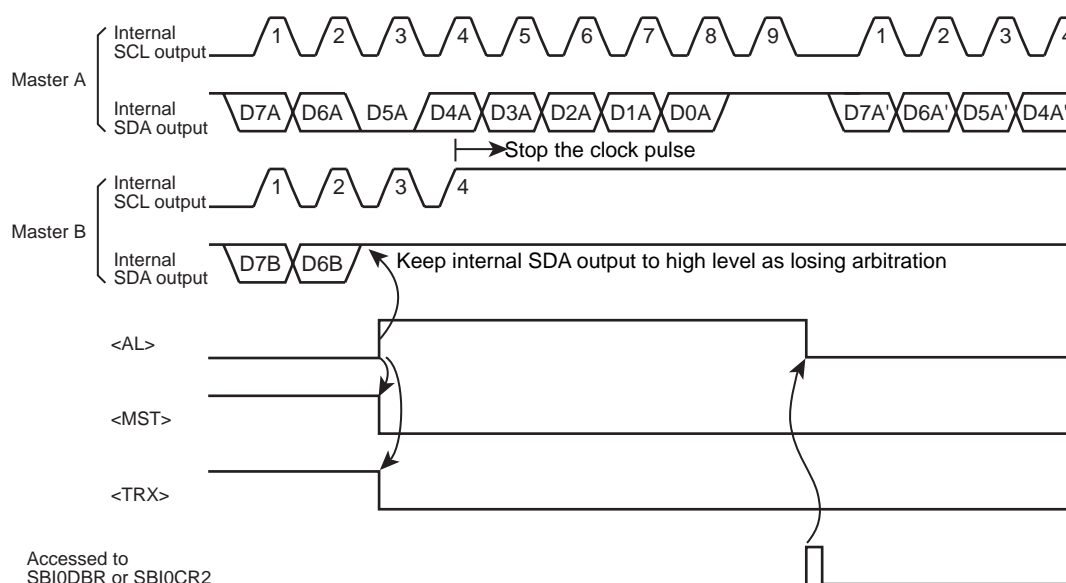 Internal
SCL output
1 2 3 4 5 6 7 8 9 1 2 3 4
Master A
Internal
SDA output
D7A D6A D5A D4A D3A D2A D1A D0A D7A' D6A' D5A' D4A'
Stop the clock pulse
Internal
SCL output
1 2 3 4
Master B
Internal
SDA output
D7B D6B
Keep internal SDA output to high level as losing arbitration
<AL>
<MST>
<TRX>
Accessed to
SBI0DBR or SBI0CR2